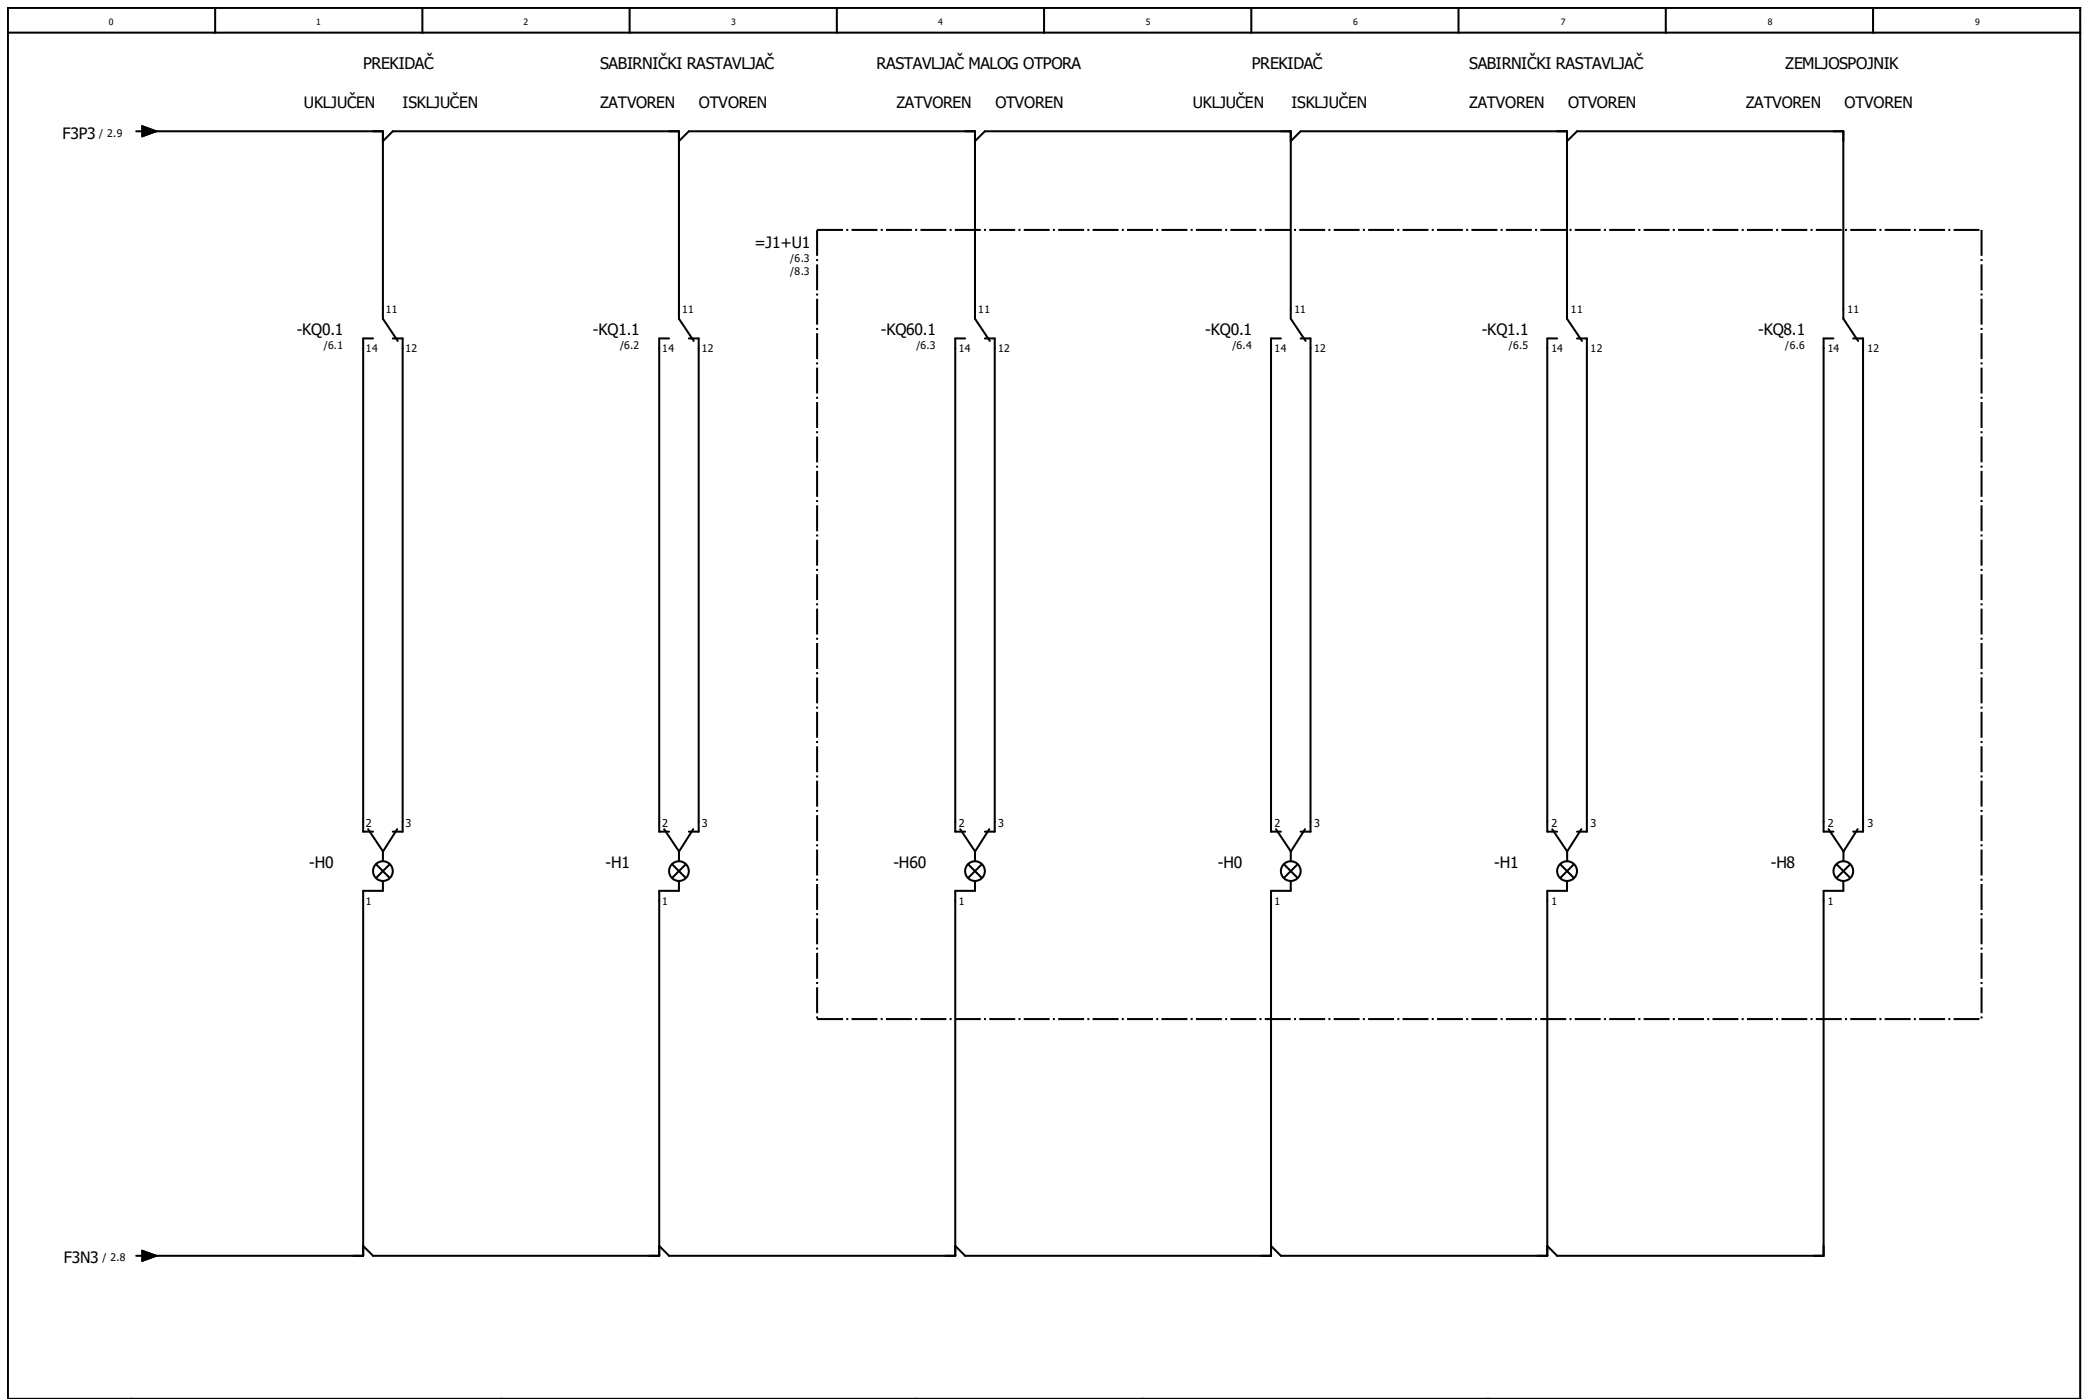 0 1 2 3 4 5 6 7 8 9
PREKIDAČ SABIRNIČKI RASTAVLJAČ RASTAVLJAČ MALOG OTPORA PREKIDAČ SABIRNIČKI RASTAVLJAČ ZEMLJOSPOJNIK
UKLJUČEN ISKLJUČEN ZATVOREN OTVOREN ZATVOREN OTVOREN UKLJUČEN ISKLJUČEN ZATVOREN OTVOREN ZATVOREN OTVOREN
F3P3 / 2.9
=J1+U1
/6.3
/8.3
11 11 11 11 11 11
-KQ0.1 -KQ1.1 -KQ60.1 -KQ0.1 -KQ1.1 -KQ8.1
/6.1 14 12 /6.2 14 12 /6.3 14 12 /6.4 14 12 /6.5 14 12 /6.6 14 12
2 3 2 3 2 3 2 3 2 3 2 3
-H0 -H1 -H60 -H0 -H1 -H8
1 1 1 1 1 1
F3N3 / 2.8